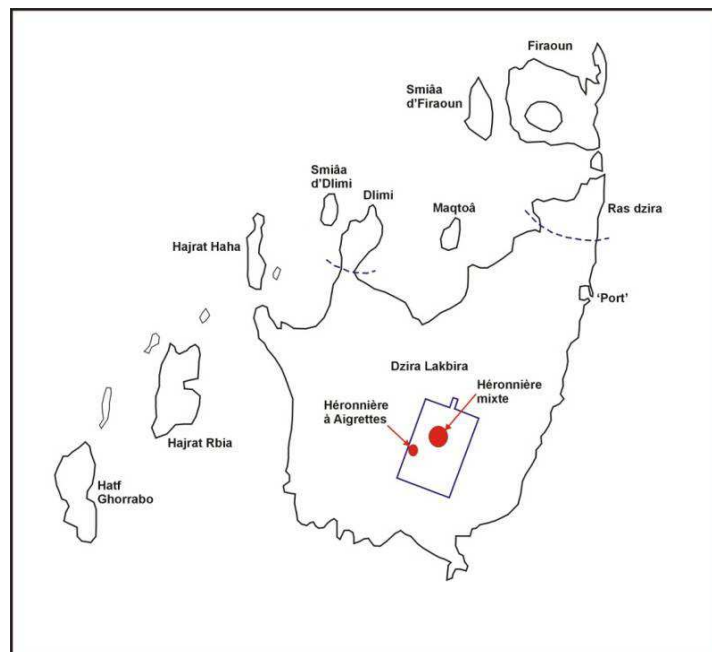 Firaoun
Smiâa
d'Firaoun
Smiâa
d'Dlimi
Dlimi
Maqtoâ
Ras dzira
Hajrat Haha
'Port'
Dzira Lakbira
Héronnière
mixte
Héronnière
à Aigrettes
Hajrat Rbia
Hatf
Ghorrabo